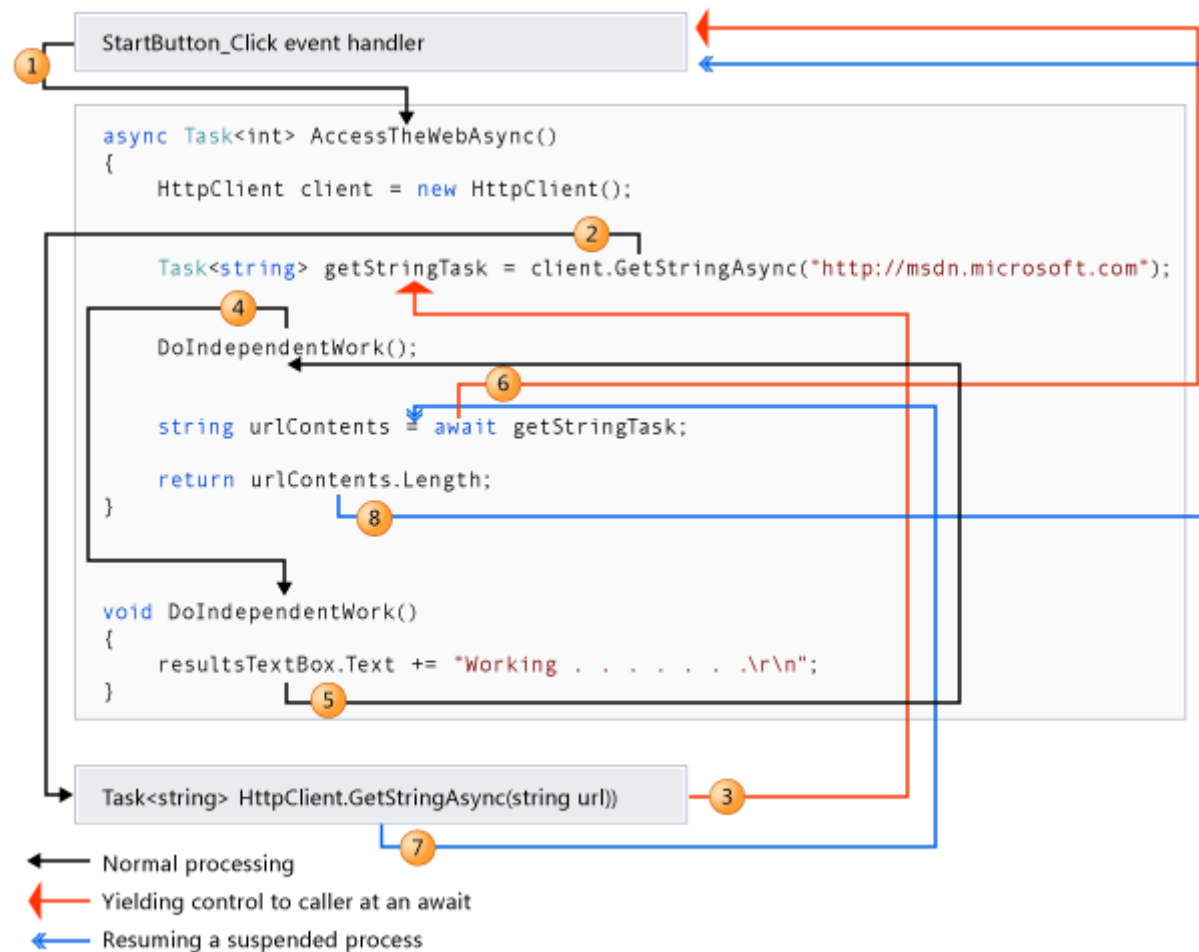 StartButton_Click event handler
1
async Task<int> AccessTheWebAsync()
{
HttpClient client = new HttpClient();
2
Task<string> getStringTask = client.GetStringAsync("http://msdn.microsoft.com");
4
DoIndependentWork();
6
string urlContents = await getStringTask;
return urlContents.Length;
}
8
void DoIndependentWork()
{
resultsTextBox.Text += "Working . . . . . . .\r\n";
}
5
Task<string> HttpClient.GetStringAsync(string url))
3
7
Normal processing
Yielding control to caller at an await
Resuming a suspended process